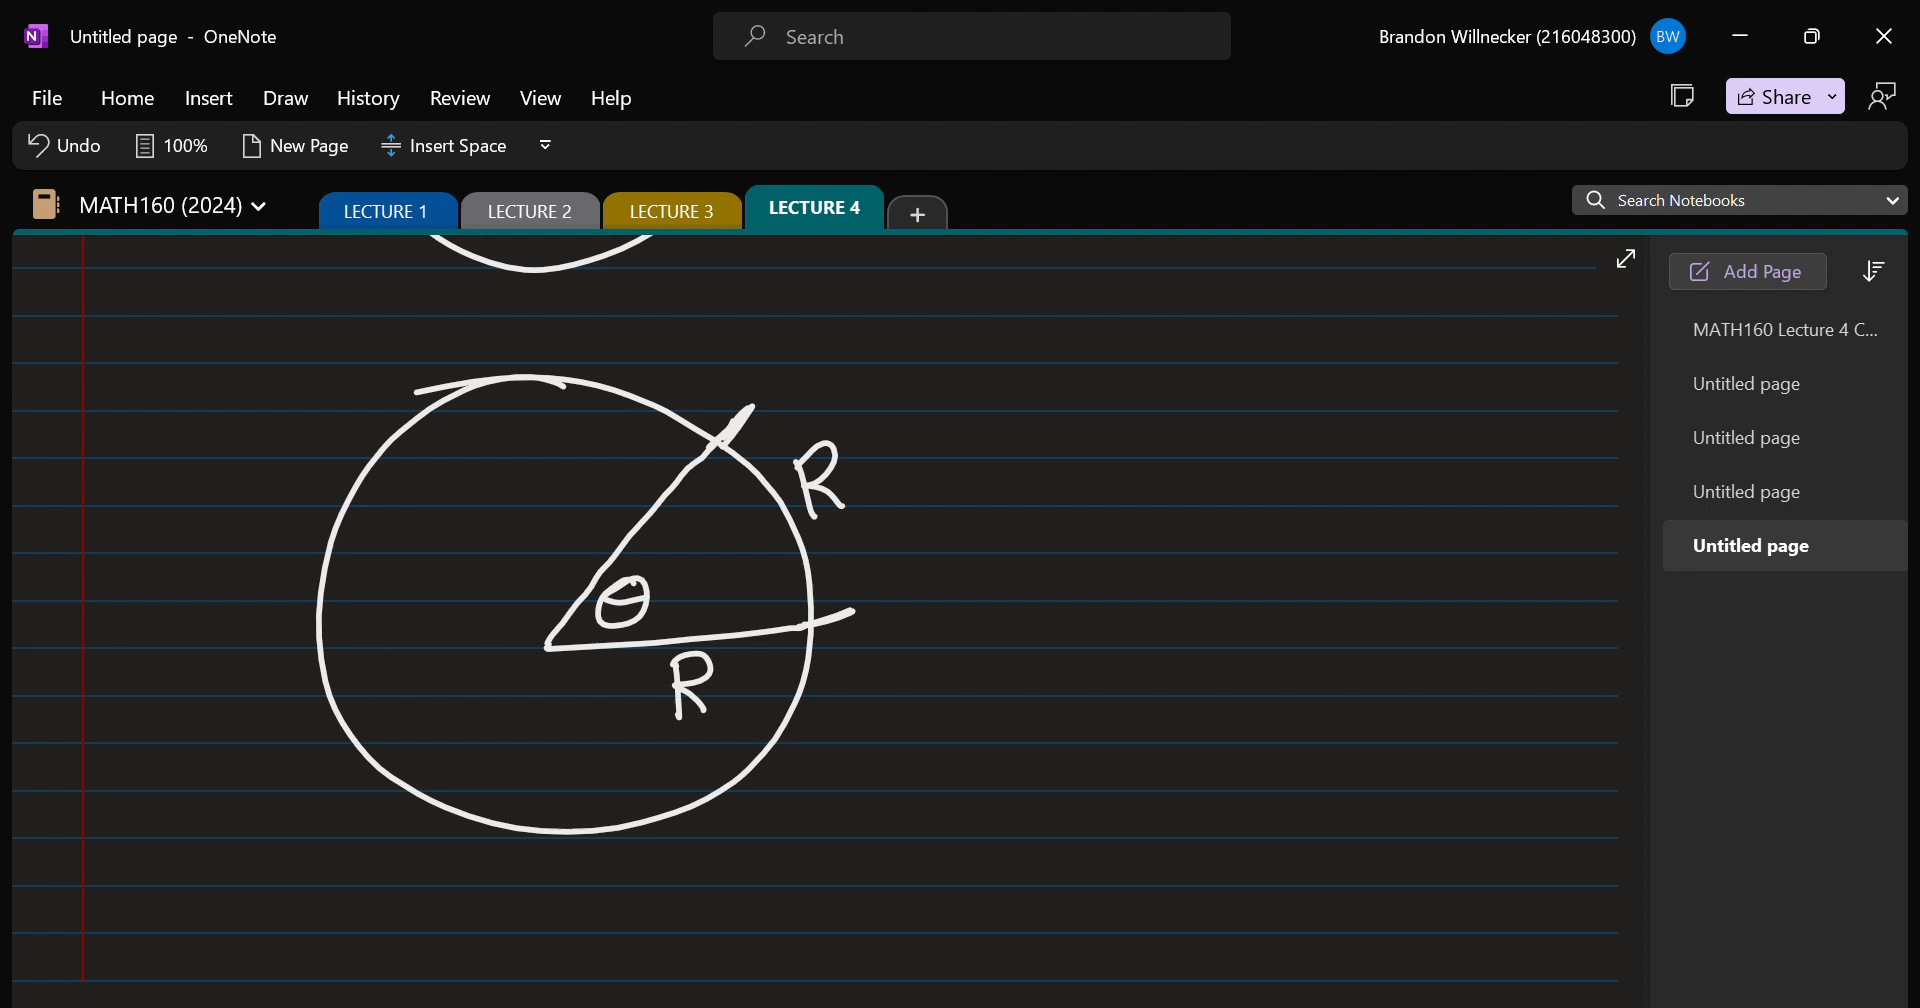 Untitled page - OneNote
Search
Brandon Willnecker (216048300) BW
File Home Insert Draw History Review View Help
Share
Undo 100% New Page Insert Space
MATH160 (2024)
LECTURE 1 LECTURE 2 LECTURE 3 LECTURE 4 +
Search Notebooks
Add Page
MATH160 Lecture 4 C...
Untitled page
Untitled page
Untitled page
Untitled page
R
θ
R